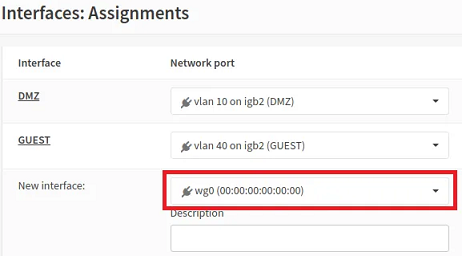 Interfaces: Assignments
Interface Network port
DMZ vlan 10 on igb2 (DMZ)
GUEST vlan 40 on igb2 (GUEST)
New interface: wg0 (00:00:00:00:00:00)
Description